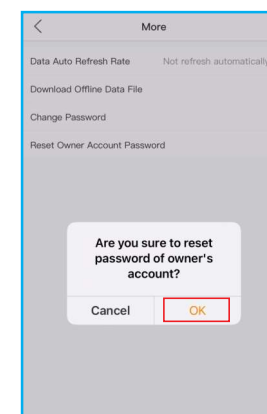 More
Data Auto Refresh Rate Not refresh automatically
Download Offline Data File
Change Password
Reset Owner Account Password
Are you sure to reset
password of owner's
account?
Cancel OK